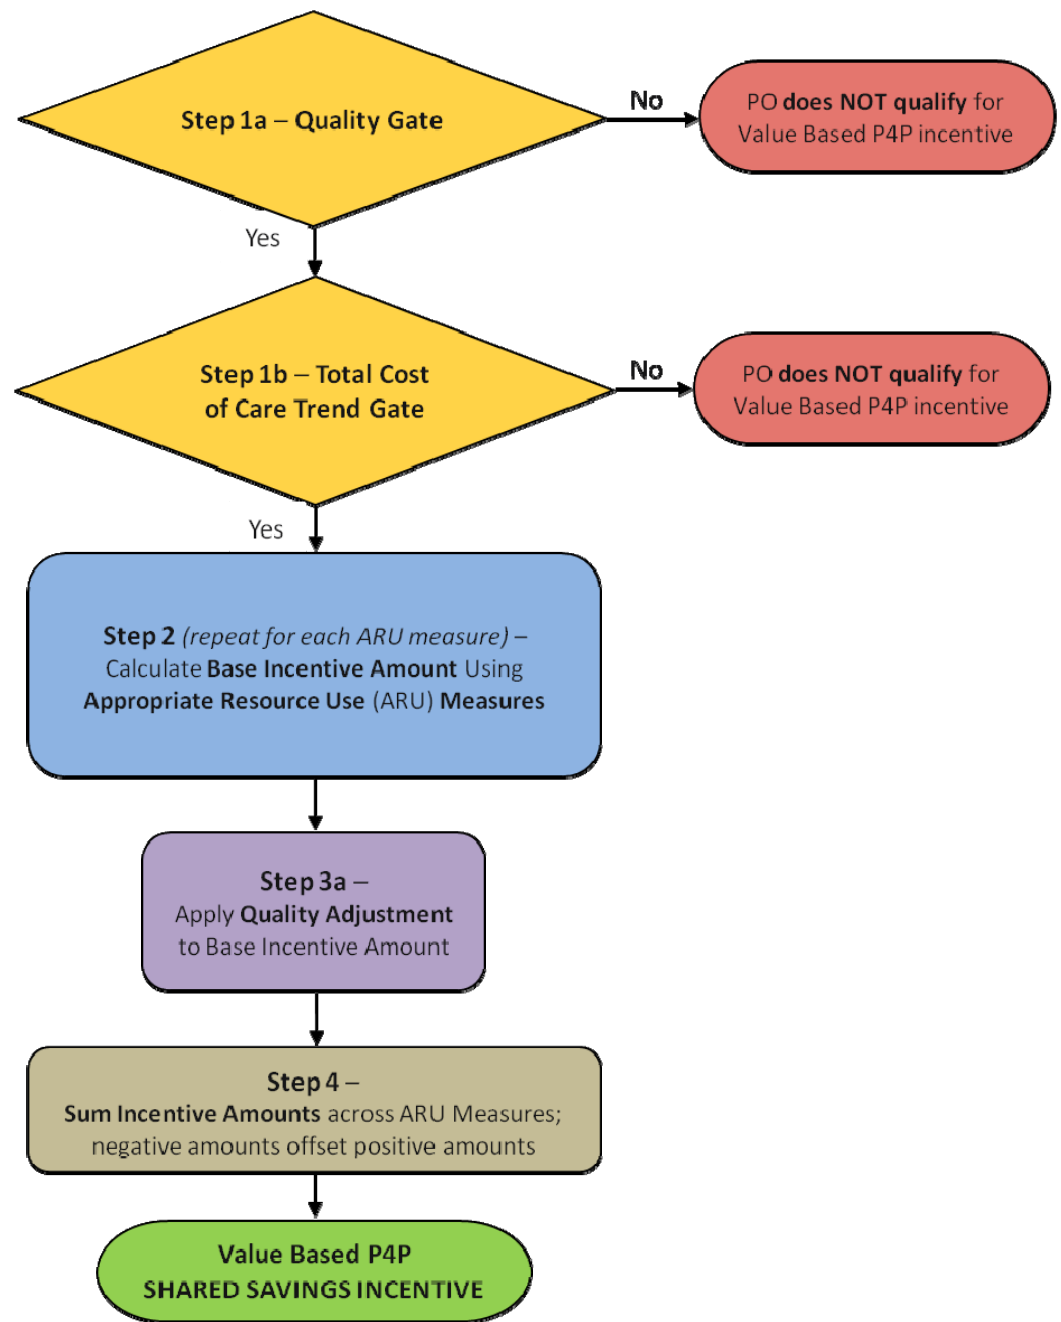 Step 1a – Quality Gate
No
PO does NOT qualify for
Value Based P4P incentive
Yes
Step 1b – Total Cost
of Care Trend Gate
No
PO does NOT qualify for
Value Based P4P incentive
Yes
Step 2 (repeat for each ARU measure) –
Calculate Base Incentive Amount Using
Appropriate Resource Use (ARU) Measures
Step 3a –
Apply Quality Adjustment
to Base Incentive Amount
Step 4 –
Sum Incentive Amounts across ARU Measures;
negative amounts offset positive amounts
Value Based P4P
SHARED SAVINGS INCENTIVE